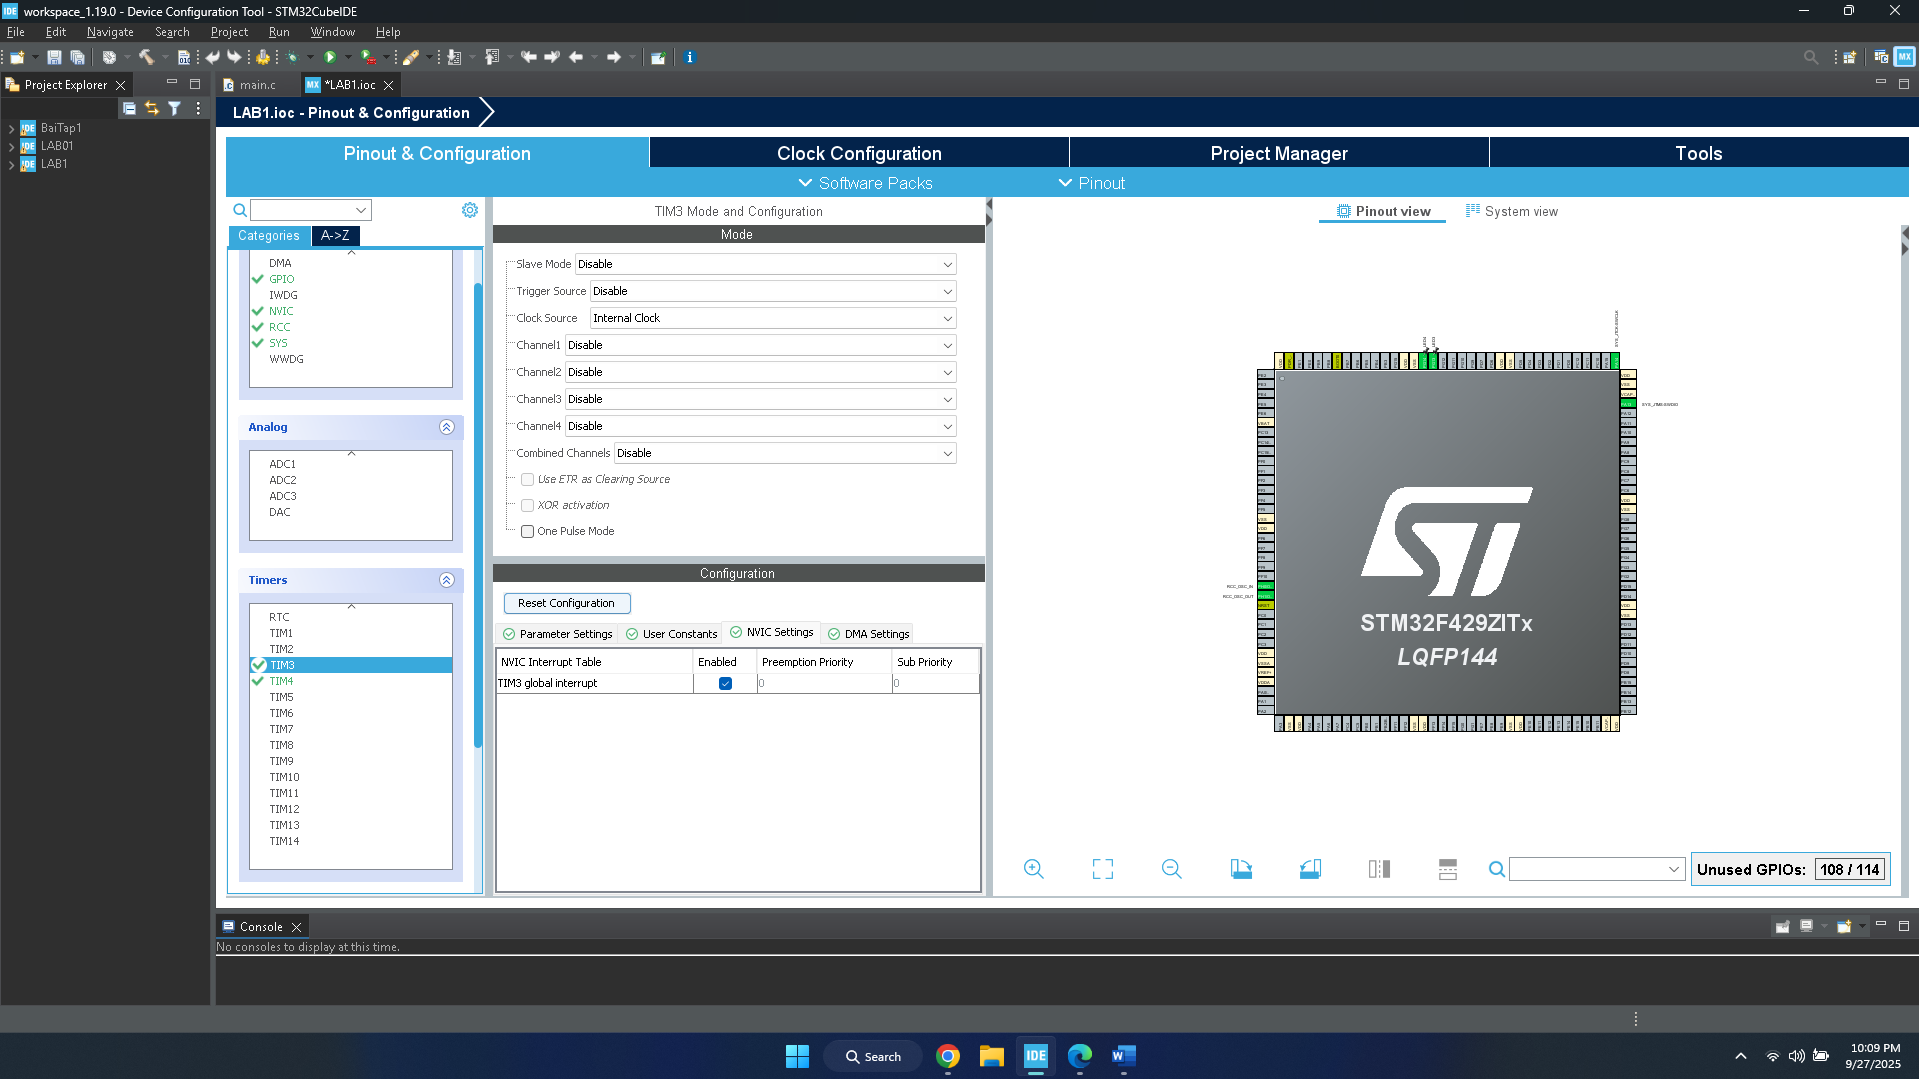 workspace_1.19.0 - Device Configuration Tool - STM32CubeIDE
File Edit Navigate Search Project Run Window Help
Project Explorer
main.c
*LAB1.ioc
BaiTap1
LAB01
LAB1
LAB1.ioc - Pinout & Configuration
Pinout & Configuration
Clock Configuration
Project Manager
Tools
Software Packs
Pinout
Categories
A->Z
DMA
GPIO
IWDG
NVIC
RCC
SYS
WWDG
Analog
ADC1
ADC2
ADC3
DAC
Timers
RTC
TIM1
TIM2
TIM3
TIM4
TIM5
TIM6
TIM7
TIM8
TIM9
TIM10
TIM11
TIM12
TIM13
TIM14
TIM3 Mode and Configuration
Mode
Slave Mode Disable
Trigger Source Disable
Clock Source Internal Clock
Channel1 Disable
Channel2 Disable
Channel3 Disable
Channel4 Disable
Combined Channels Disable
Use ETR as Clearing Source
XOR activation
One Pulse Mode
Configuration
Reset Configuration
Parameter Settings
User Constants
NVIC Settings
DMA Settings
NVIC Interrupt Table Enabled Preemption Priority Sub Priority
TIM3 global interrupt 0 0
Pinout view
System view
RCC_OSC_IN
RCC_OSC_OUT
SYS_JTMS-SWDIO
ST
STM32F429ZITx
LQFP144
Unused GPIOs: 108 / 114
Console
No consoles to display at this time.
Search
10:09 PM
9/27/2025